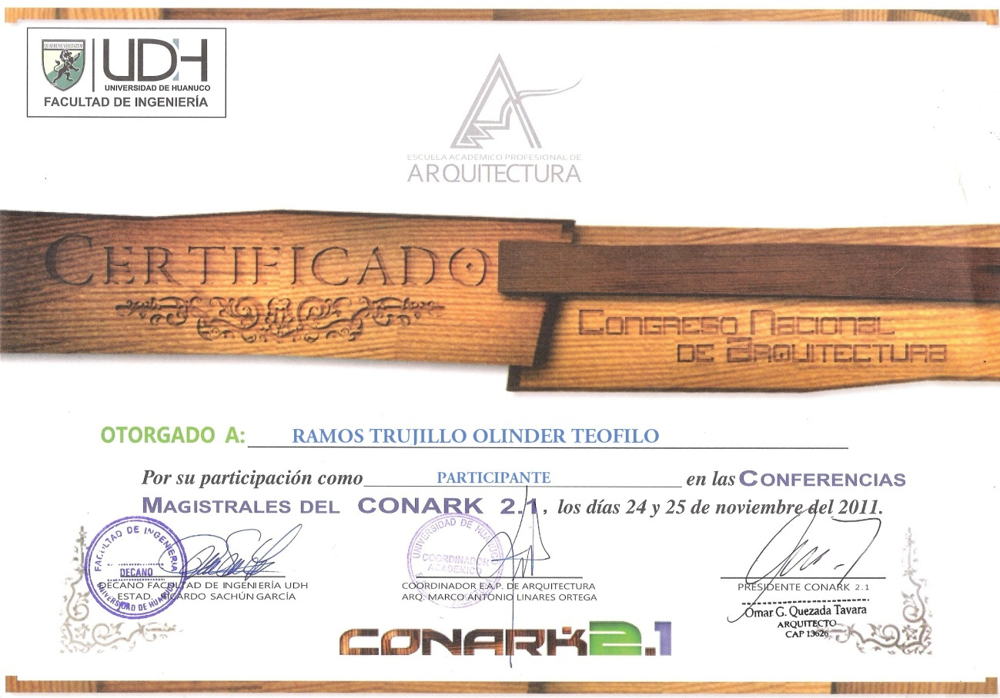 QUAERENS VERITATEM
UDH
UNIVERSIDAD DE HUANUCO
FACULTAD DE INGENIERÍA
ESCUELA ACADEMICO PROFESIONAL DE
ARQUITECTURA
CERTIFICADO
CONGRESO NACIONAL
DE ARQUITECTURA
OTORGADO A: RAMOS TRUJILLO OLINDER TEOFILO
Por su participación como PARTICIPANTE en las CONFERENCIAS
MAGISTRALES DEL CONARK 2.1, los días 24 y 25 de noviembre del 2011.
FACULTAD DE INGENIERÍA
DECANO
UNIVERSIDAD DE HUANUCO
DECANO FACULTAD DE INGENIERÍA UDH
ESTAD. RICARDO SACHÚN GARCÍA
UNIVERSIDAD DE HUANUCO
COORDINADOR
ACADEMICO
COORDINADOR E.A.P. DE ARQUITECTURA
ARQ. MARCO ANTONIO LINARES ORTEGA
PRESIDENTE CONARK 2.1
Omar G. Quezada Tavara
ARQUITECTO
CAP 13626
CONARK2.1